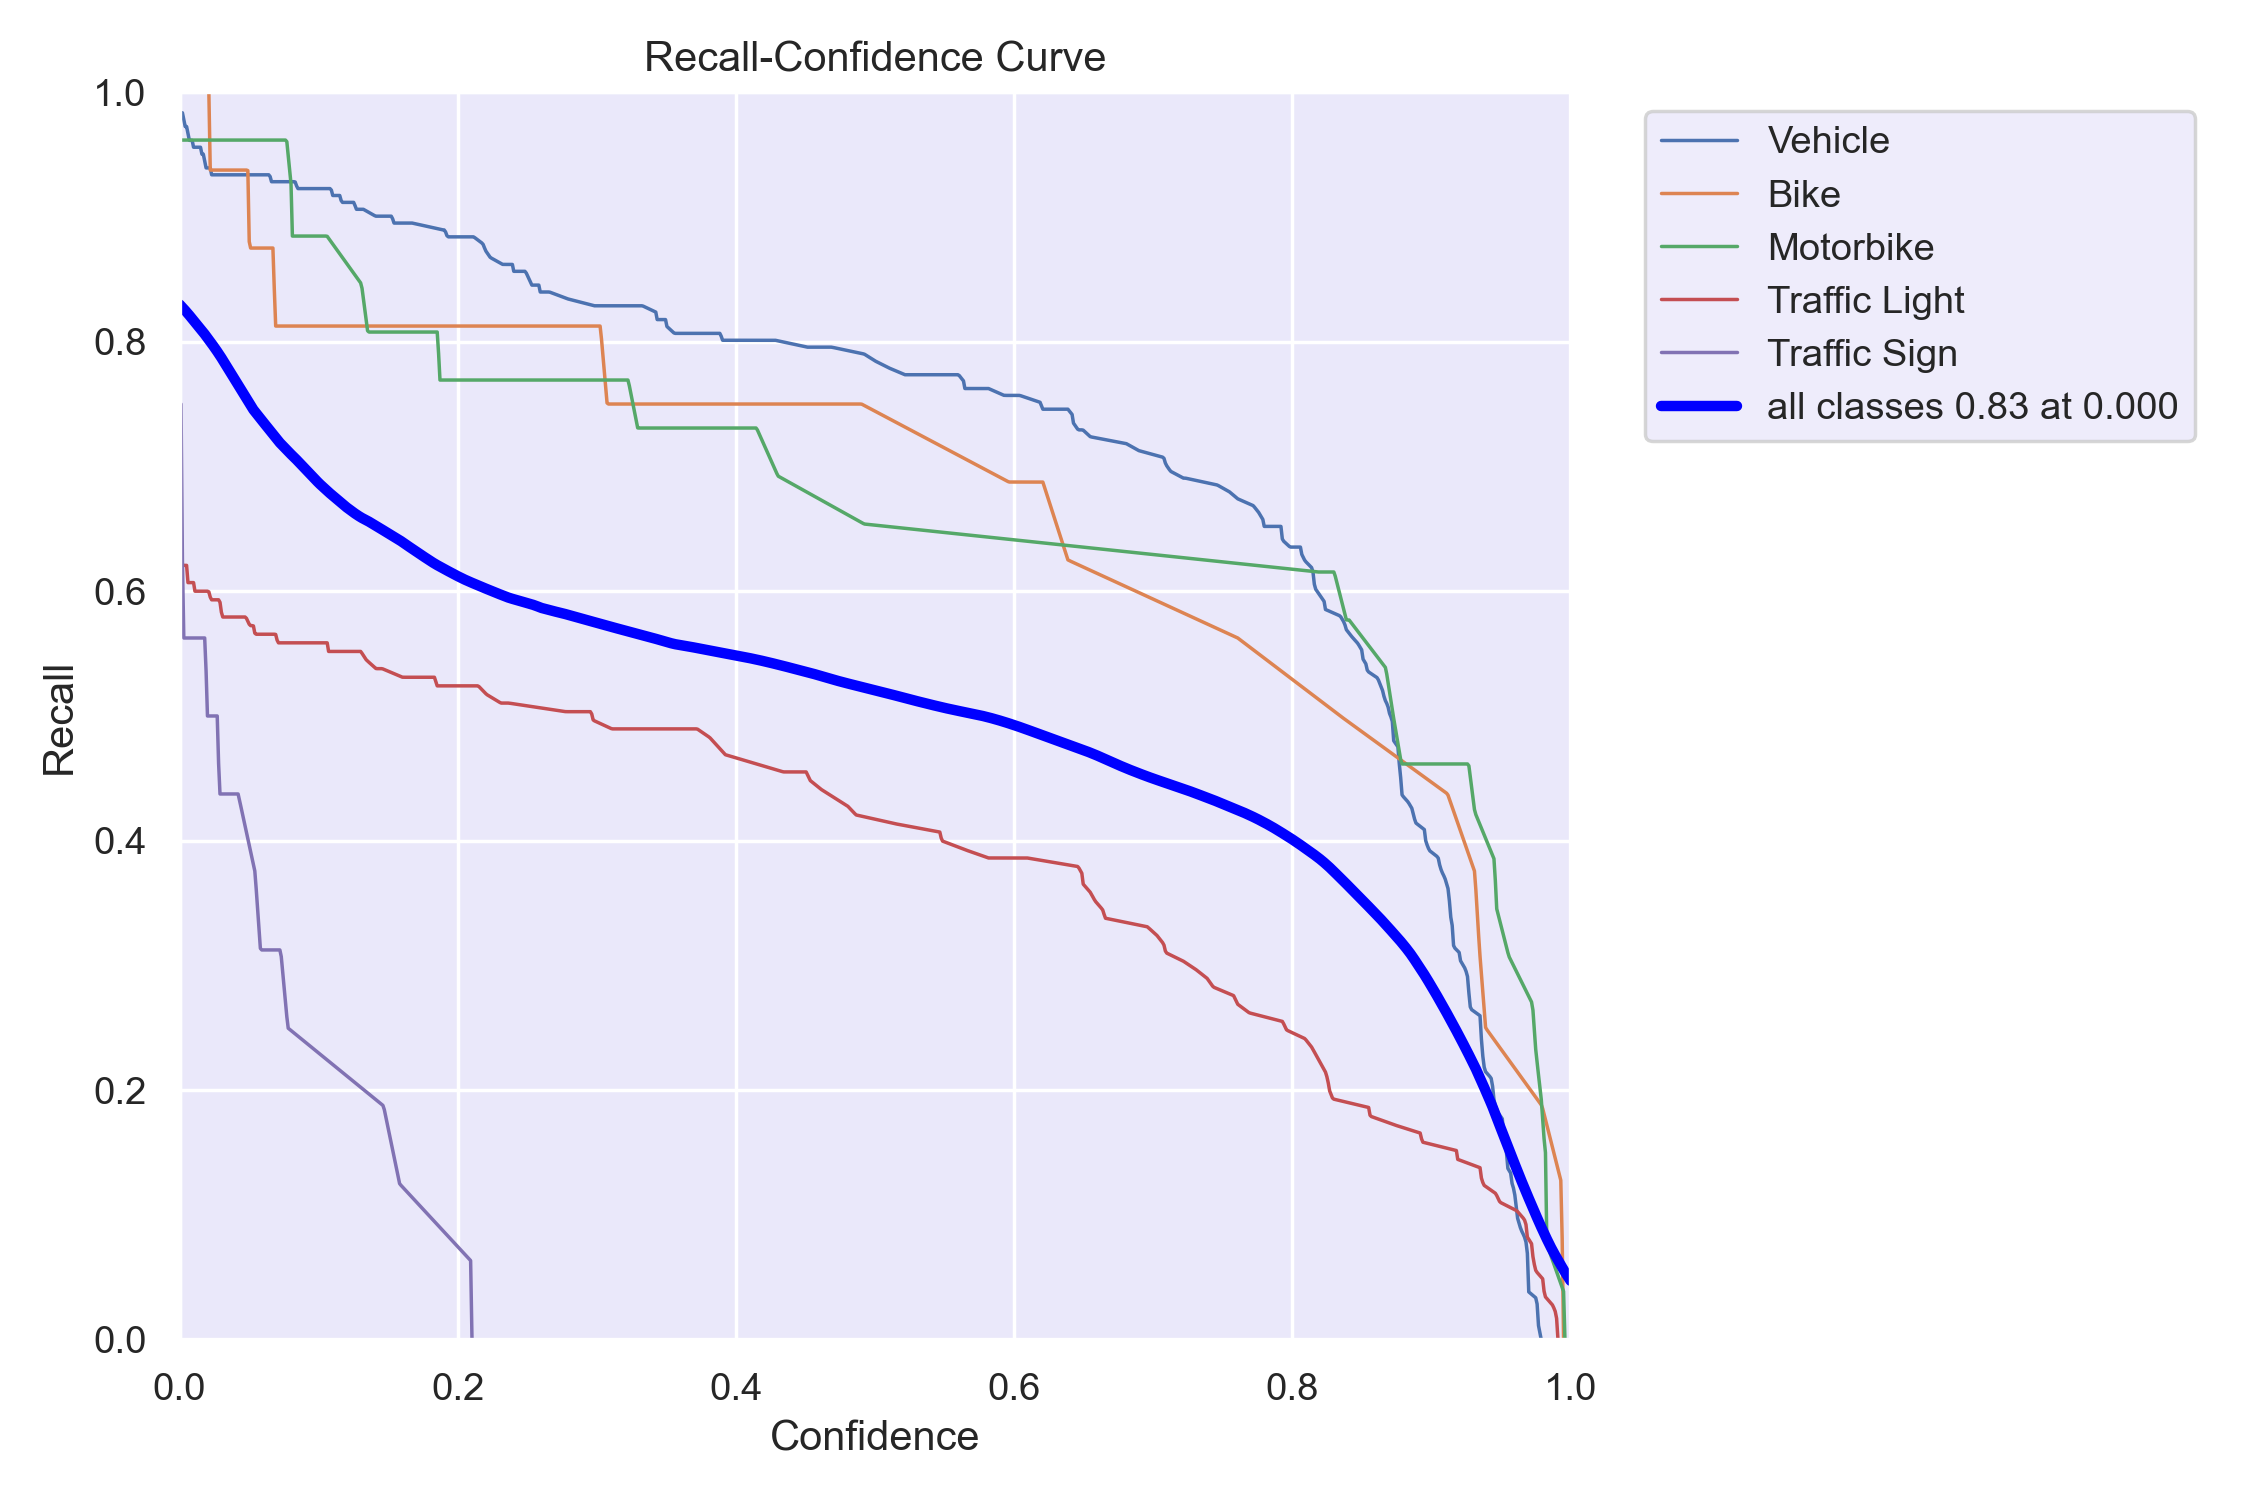 Recall-Confidence Curve
1.0
0.8
0.6
0.4
0.2
0.0
Recall
0.0 0.2 0.4 0.6 0.8 1.0
Confidence
Vehicle
Bike
Motorbike
Traffic Light
Traffic Sign
all classes 0.83 at 0.000